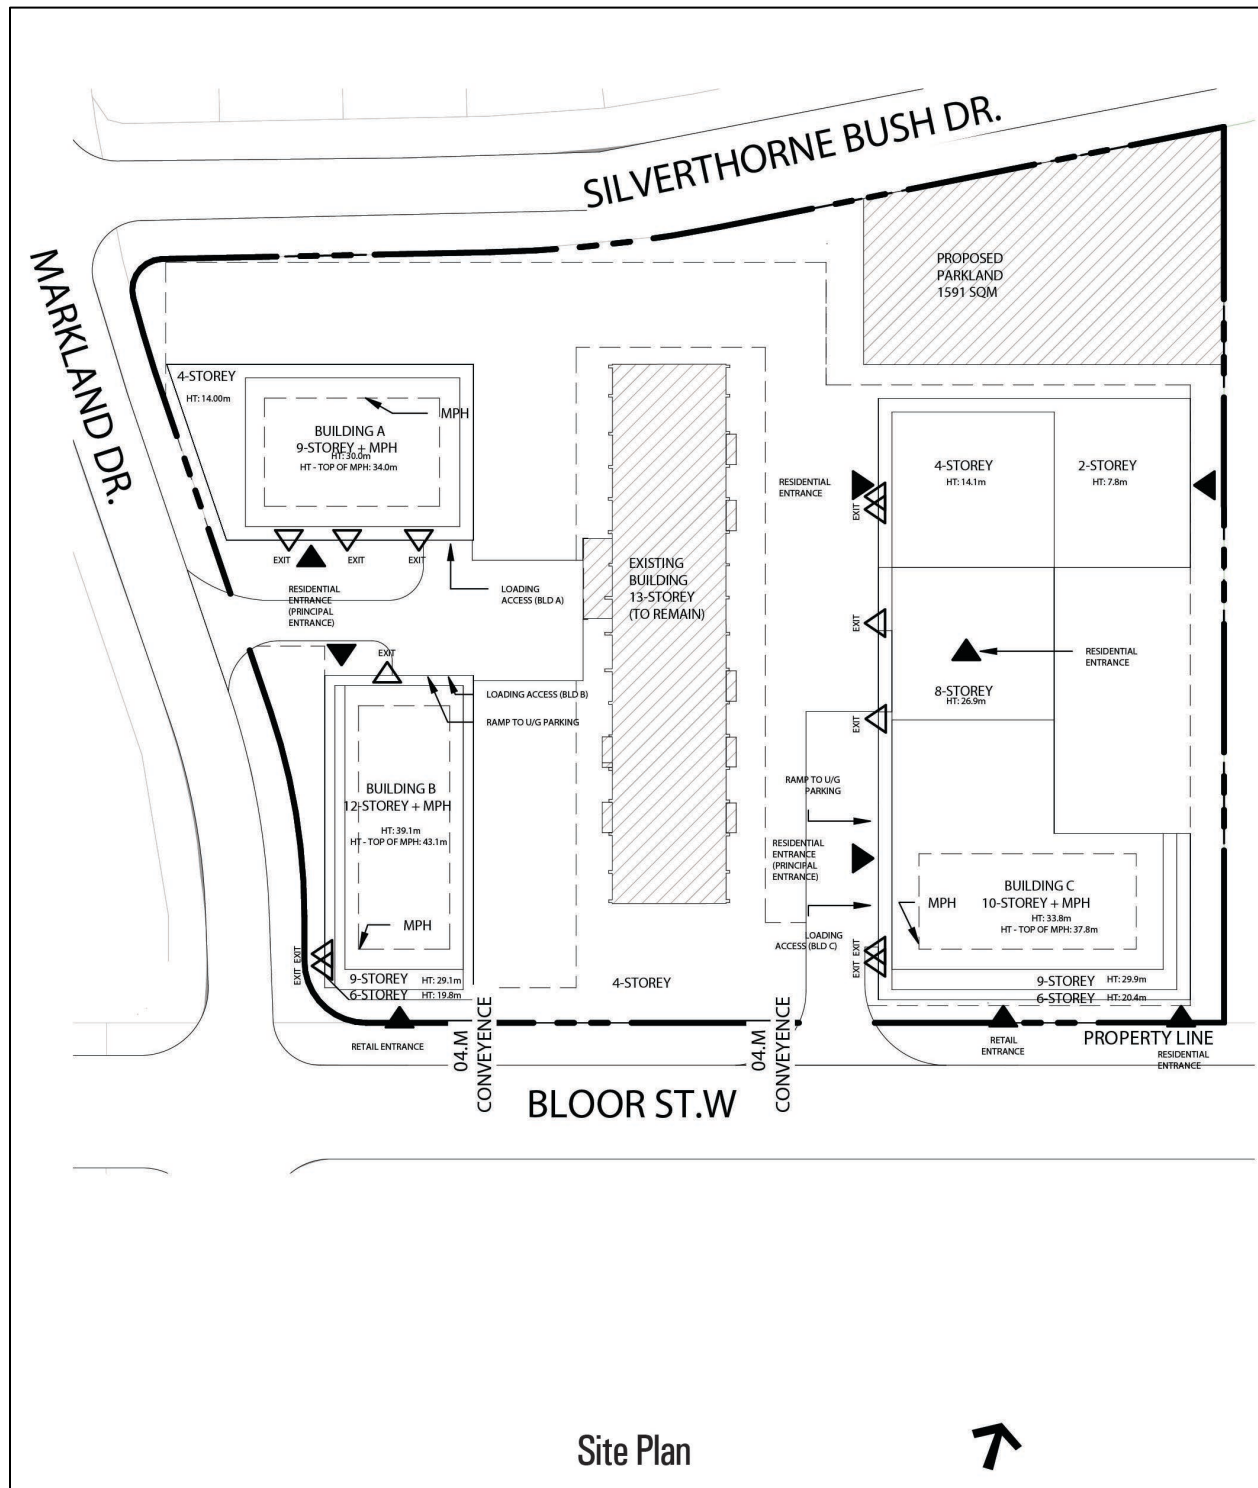 SILVERTHORNE BUSH DR.
MARKLAND DR.
PROPOSED
PARKLAND
1591 SQM
4-STOREY
HT: 14.00m
MPH
BUILDING A
9-STOREY + MPH
HT: 30.0m
HT - TOP OF MPH: 34.0m
EXIT
EXIT
EXIT
RESIDENTIAL
ENTRANCE
(PRINCIPAL
ENTRANCE)
LOADING
ACCESS (BLD A)
EXISTING
BUILDING
13-STOREY
(TO REMAIN)
RESIDENTIAL
ENTRANCE
EXIT
4-STOREY
HT: 14.1m
2-STOREY
HT: 7.8m
EXIT
RESIDENTIAL
ENTRANCE
8-STOREY
HT: 26.9m
EXIT
EXIT
LOADING ACCESS (BLD B)
RAMP TO U/G PARKING
BUILDING B
12-STOREY + MPH
HT: 39.1m
HT - TOP OF MPH: 43.1m
MPH
EXIT EXIT
9-STOREY HT: 29.1m
6-STOREY HT: 19.8m
RETAIL ENTRANCE
4-STOREY
RAMP TO U/G
PARKING
RESIDENTIAL
ENTRANCE
(PRINCIPAL
ENTRANCE)
LOADING
ACCESS (BLD C)
EXIT EXIT
MPH
BUILDING C
10-STOREY + MPH
HT: 33.8m
HT - TOP OF MPH: 37.8m
9-STOREY HT: 29.9m
6-STOREY HT: 20.4m
RETAIL
ENTRANCE
PROPERTY LINE
RESIDENTIAL
ENTRANCE
04.M
CONVEYENCE
04.M
CONVEYENCE
BLOOR ST.W
Site Plan